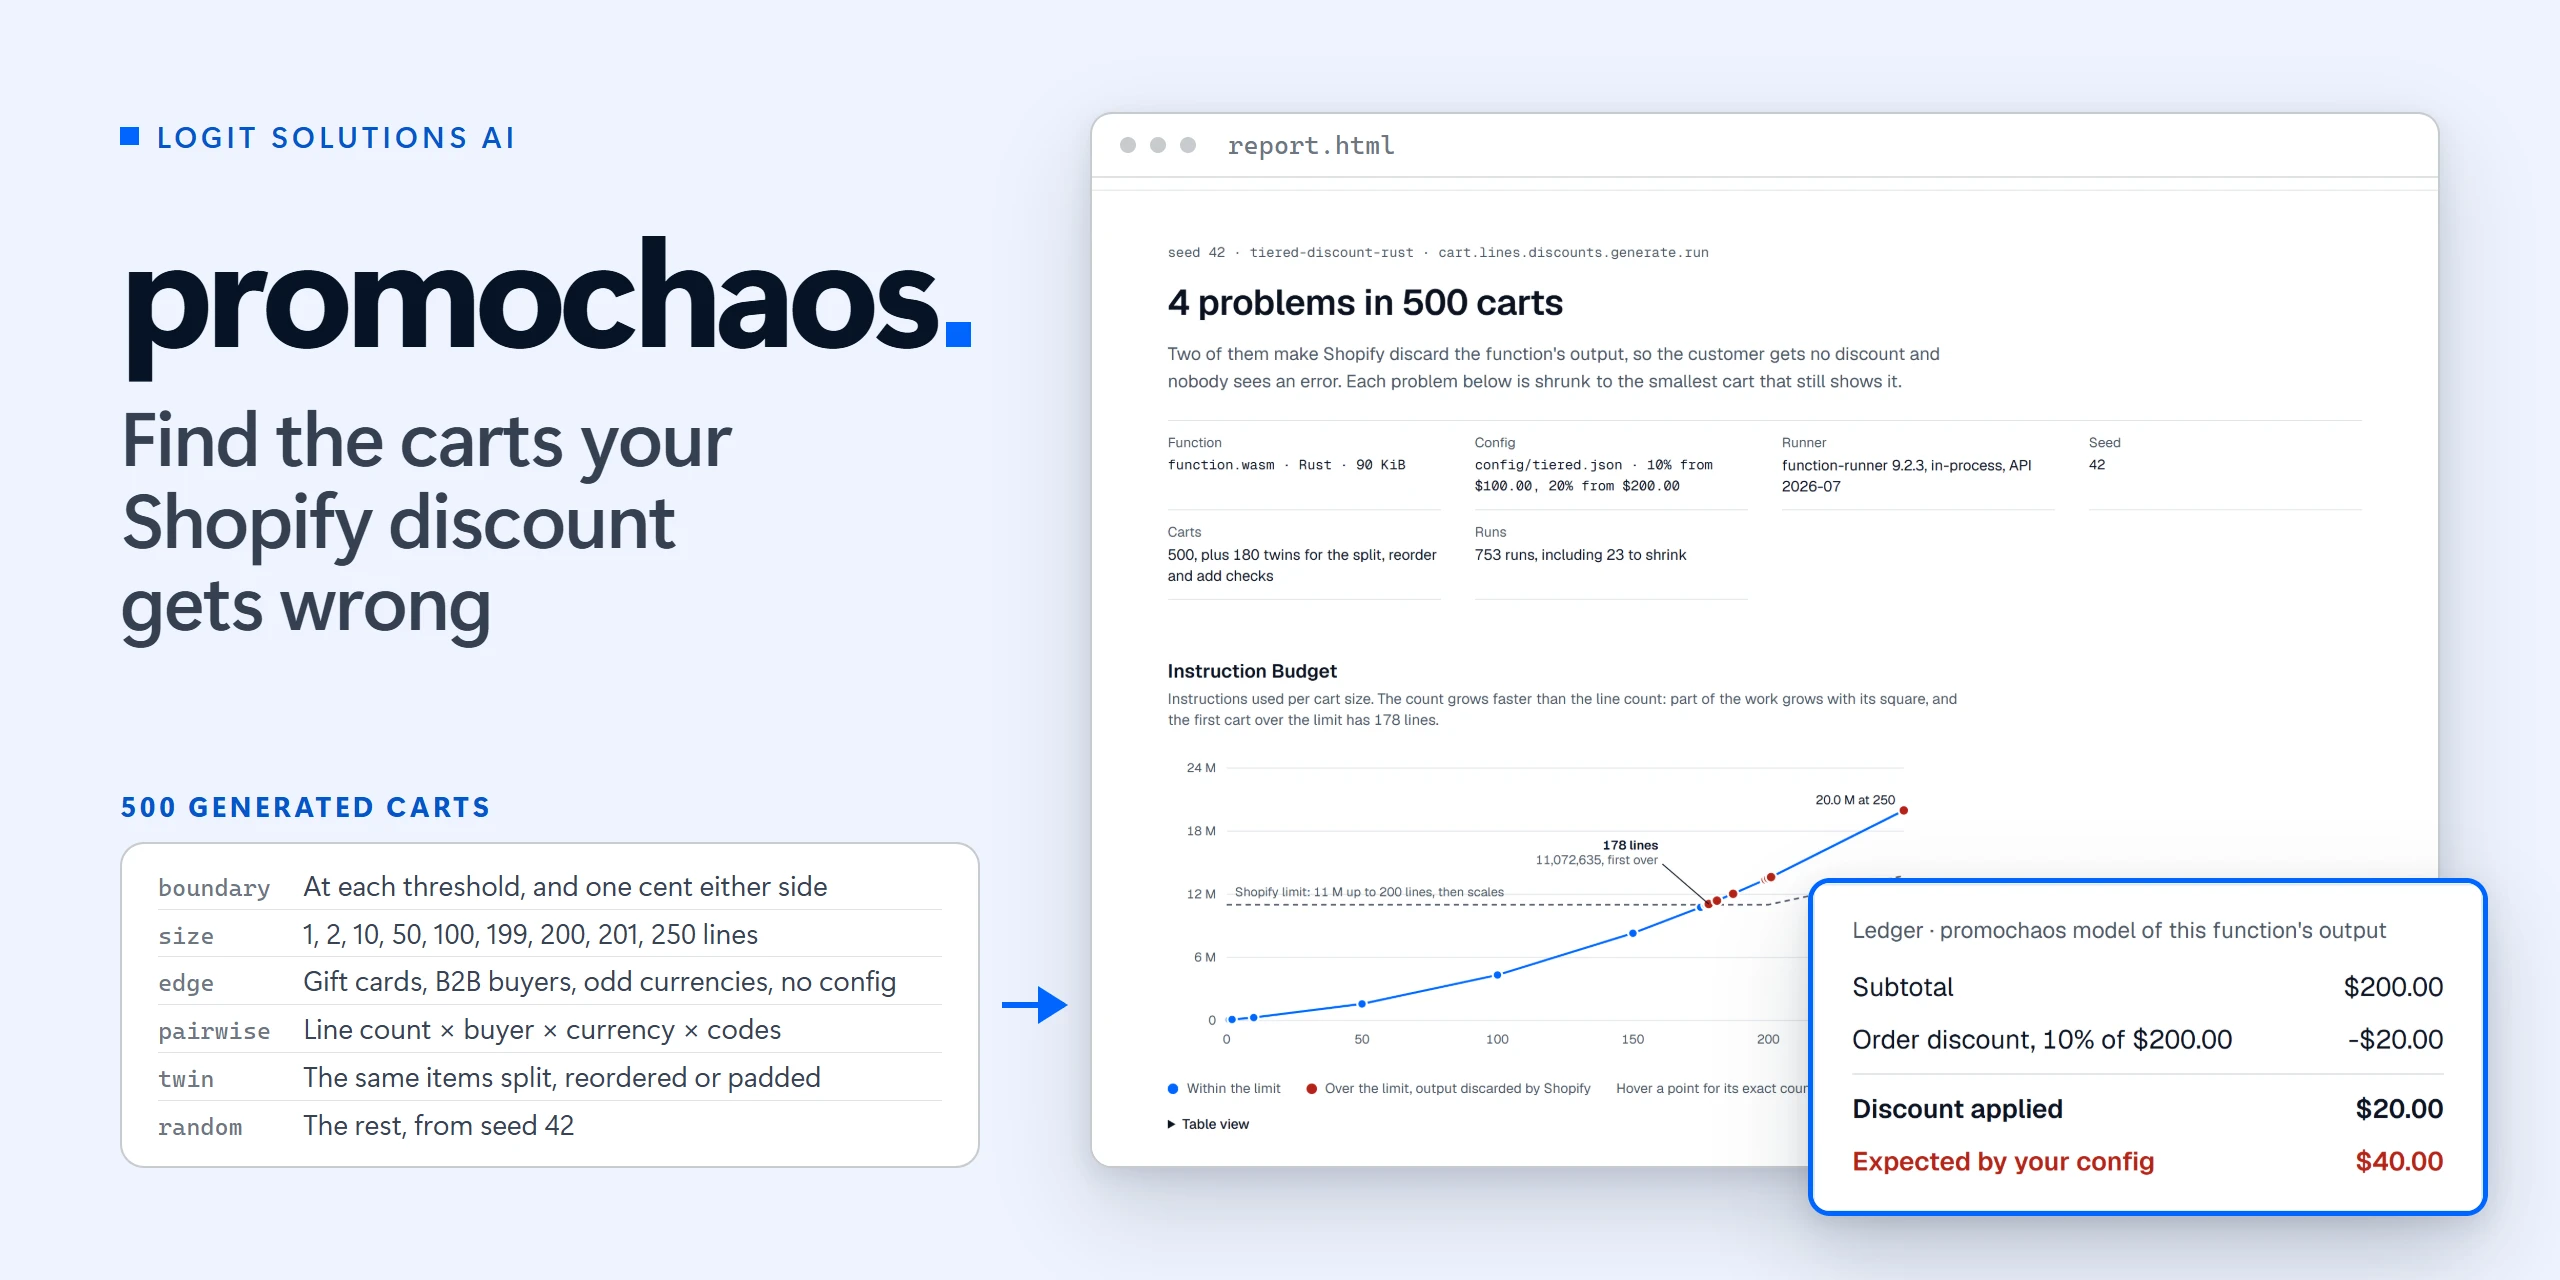 LOGIT SOLUTIONS AI
promochaos.
Find the carts your
Shopify discount
gets wrong
500 GENERATED CARTS
boundary At each threshold, and one cent either side
size 1, 2, 10, 50, 100, 199, 200, 201, 250 lines
edge Gift cards, B2B buyers, odd currencies, no config
pairwise Line count × buyer × currency × codes
twin The same items split, reordered or padded
random The rest, from seed 42
report.html
seed 42 · tiered-discount-rust · cart.lines.discounts.generate.run
4 problems in 500 carts
Two of them make Shopify discard the function's output, so the customer gets no discount and
nobody sees an error. Each problem below is shrunk to the smallest cart that still shows it.
Function
function.wasm · Rust · 90 KiB
Config
config/tiered.json · 10% from
$100.00, 20% from $200.00
Runner
function-runner 9.2.3, in-process, API
2026-07
Seed
42
Carts
500, plus 180 twins for the split, reorder
and add checks
Runs
753 runs, including 23 to shrink
Instruction Budget
Instructions used per cart size. The count grows faster than the line count: part of the work grows with its square, and
the first cart over the limit has 178 lines.
24 M
20.0 M at 250
18 M
178 lines
11,072,635, first over
12 M
Shopify limit: 11 M up to 200 lines, then scales
6 M
0
0 50 100 150 200
Within the limit Over the limit, output discarded by Shopify Hover a point for its exact coun
Table view
Ledger · promochaos model of this function's output
Subtotal $200.00
Order discount, 10% of $200.00 -$20.00
Discount applied $20.00
Expected by your config $40.00